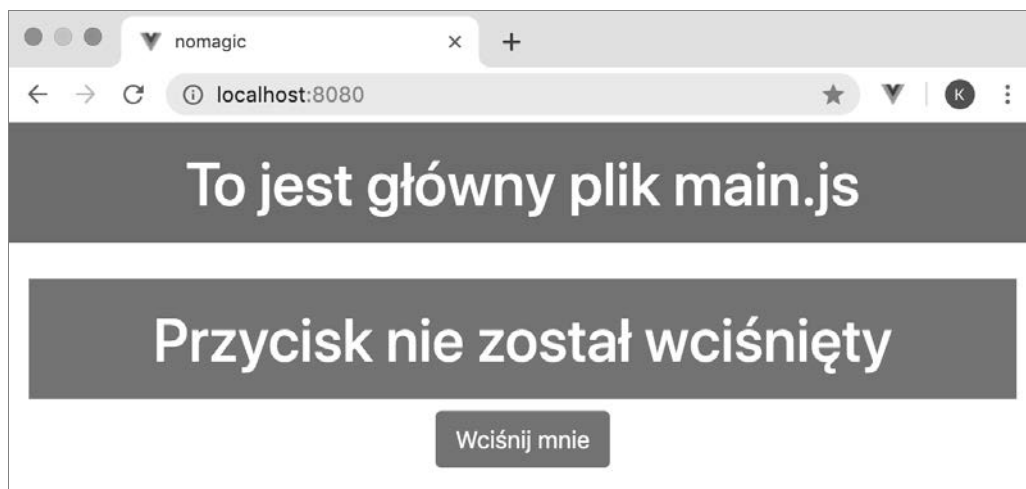 nomagic
localhost:8080
K
To jest główny plik main.js
Przycisk nie został wciśnięty
Wciśnij mnie